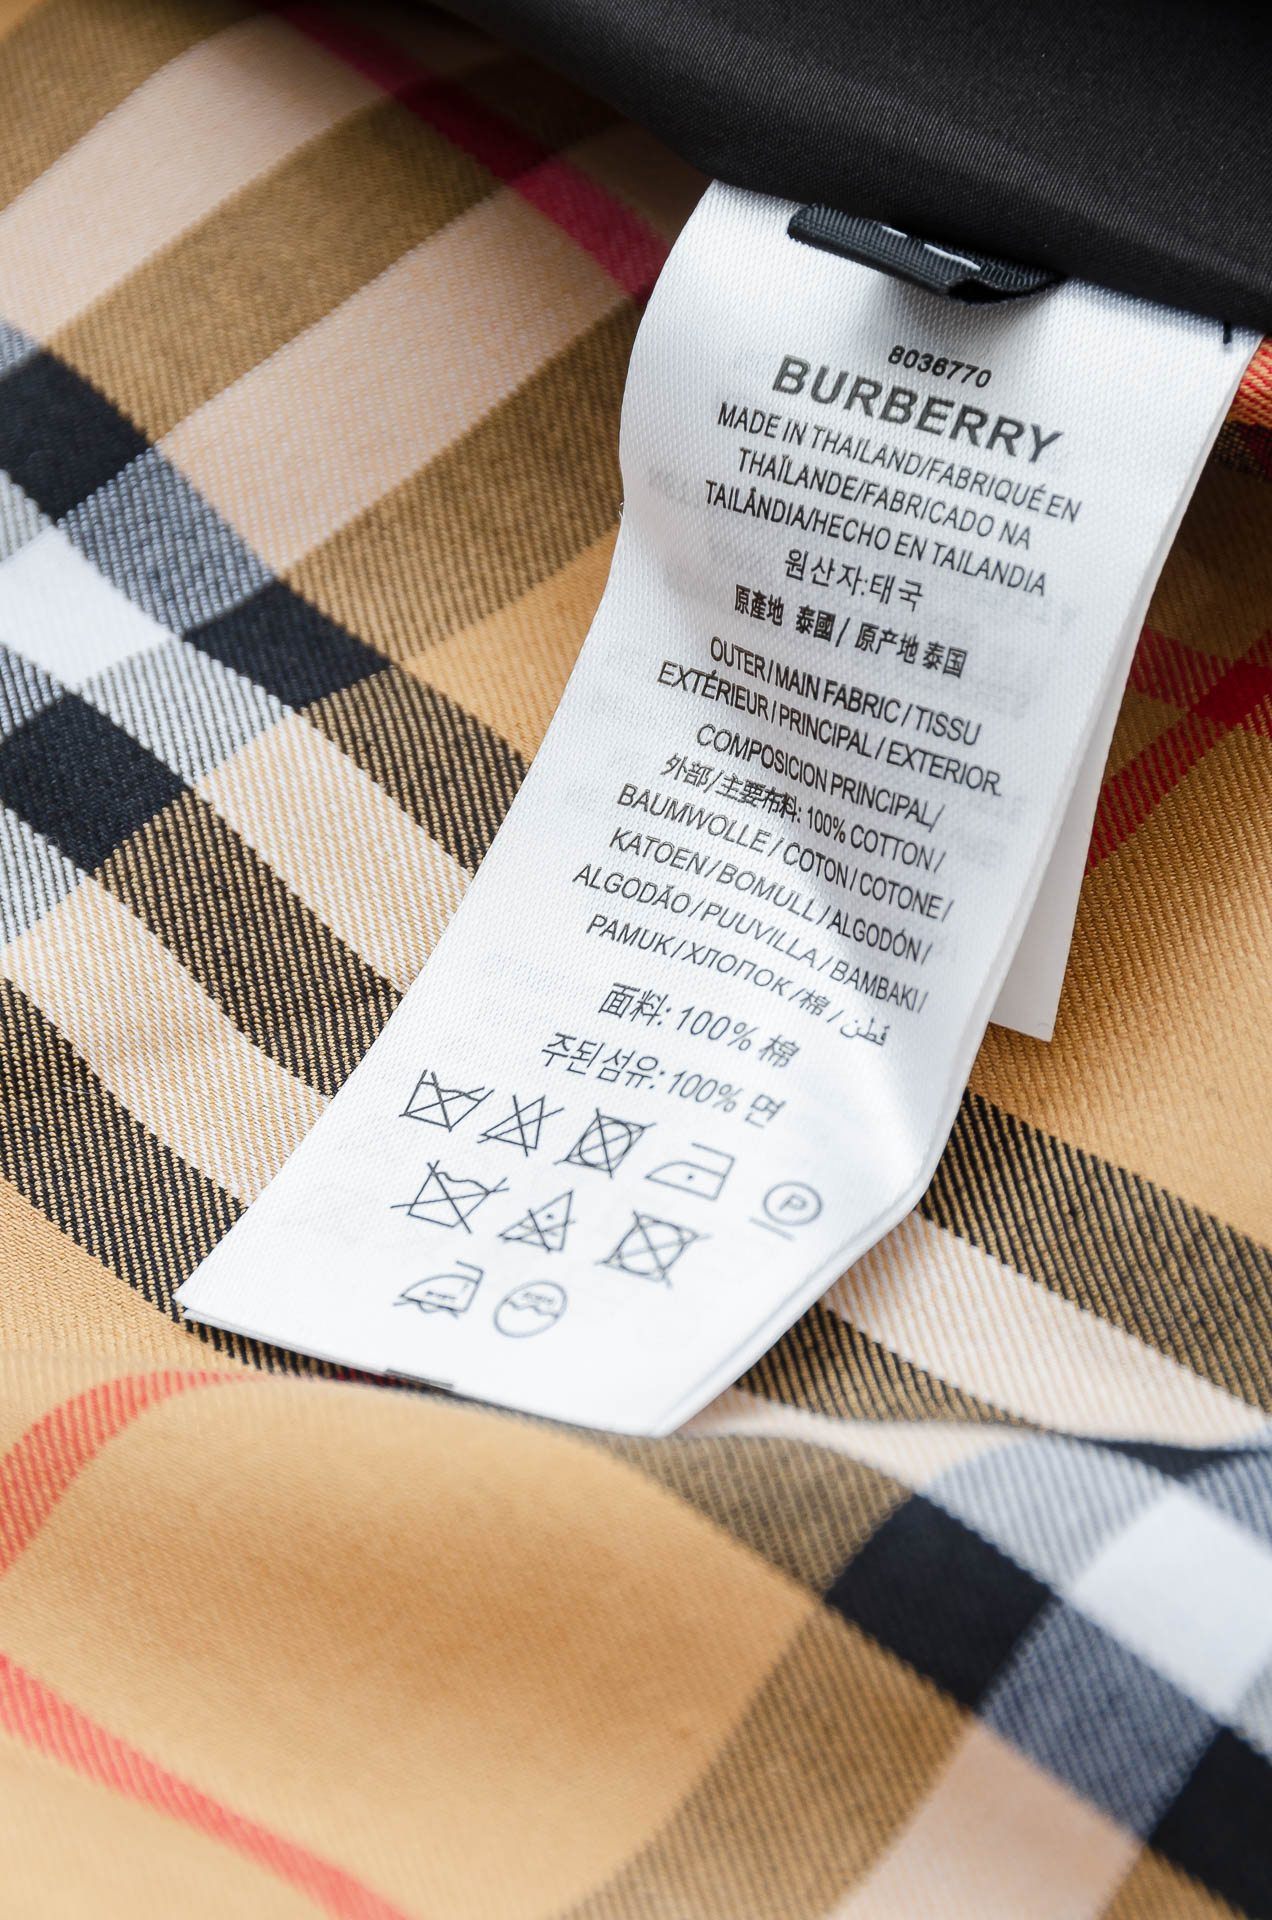 8036770
BURBERRY
MADE IN THAILAND/FABRIQUÉ EN
THAÏLANDE/FABRICADO NA
TAILÂNDIA/HECHO EN TAILANDIA
원산자:태국
原產地 泰國 / 原产地 泰国
OUTER / MAIN FABRIC / TISSU
EXTÉRIEUR / PRINCIPAL / EXTERIOR.
COMPOSICION PRINCIPAL/
外部 / 主要布料: 100% COTTON /
BAUMWOLLE / COTON / COTONE /
KATOEN / BOMULL / ALGODÓN /
ALGODÃO / PUUVILLA / BAMBAKI /
PAMUK / ХЛОПОК / 棉 / قطن
面料: 100% 棉
주된섬유: 100% 면
P